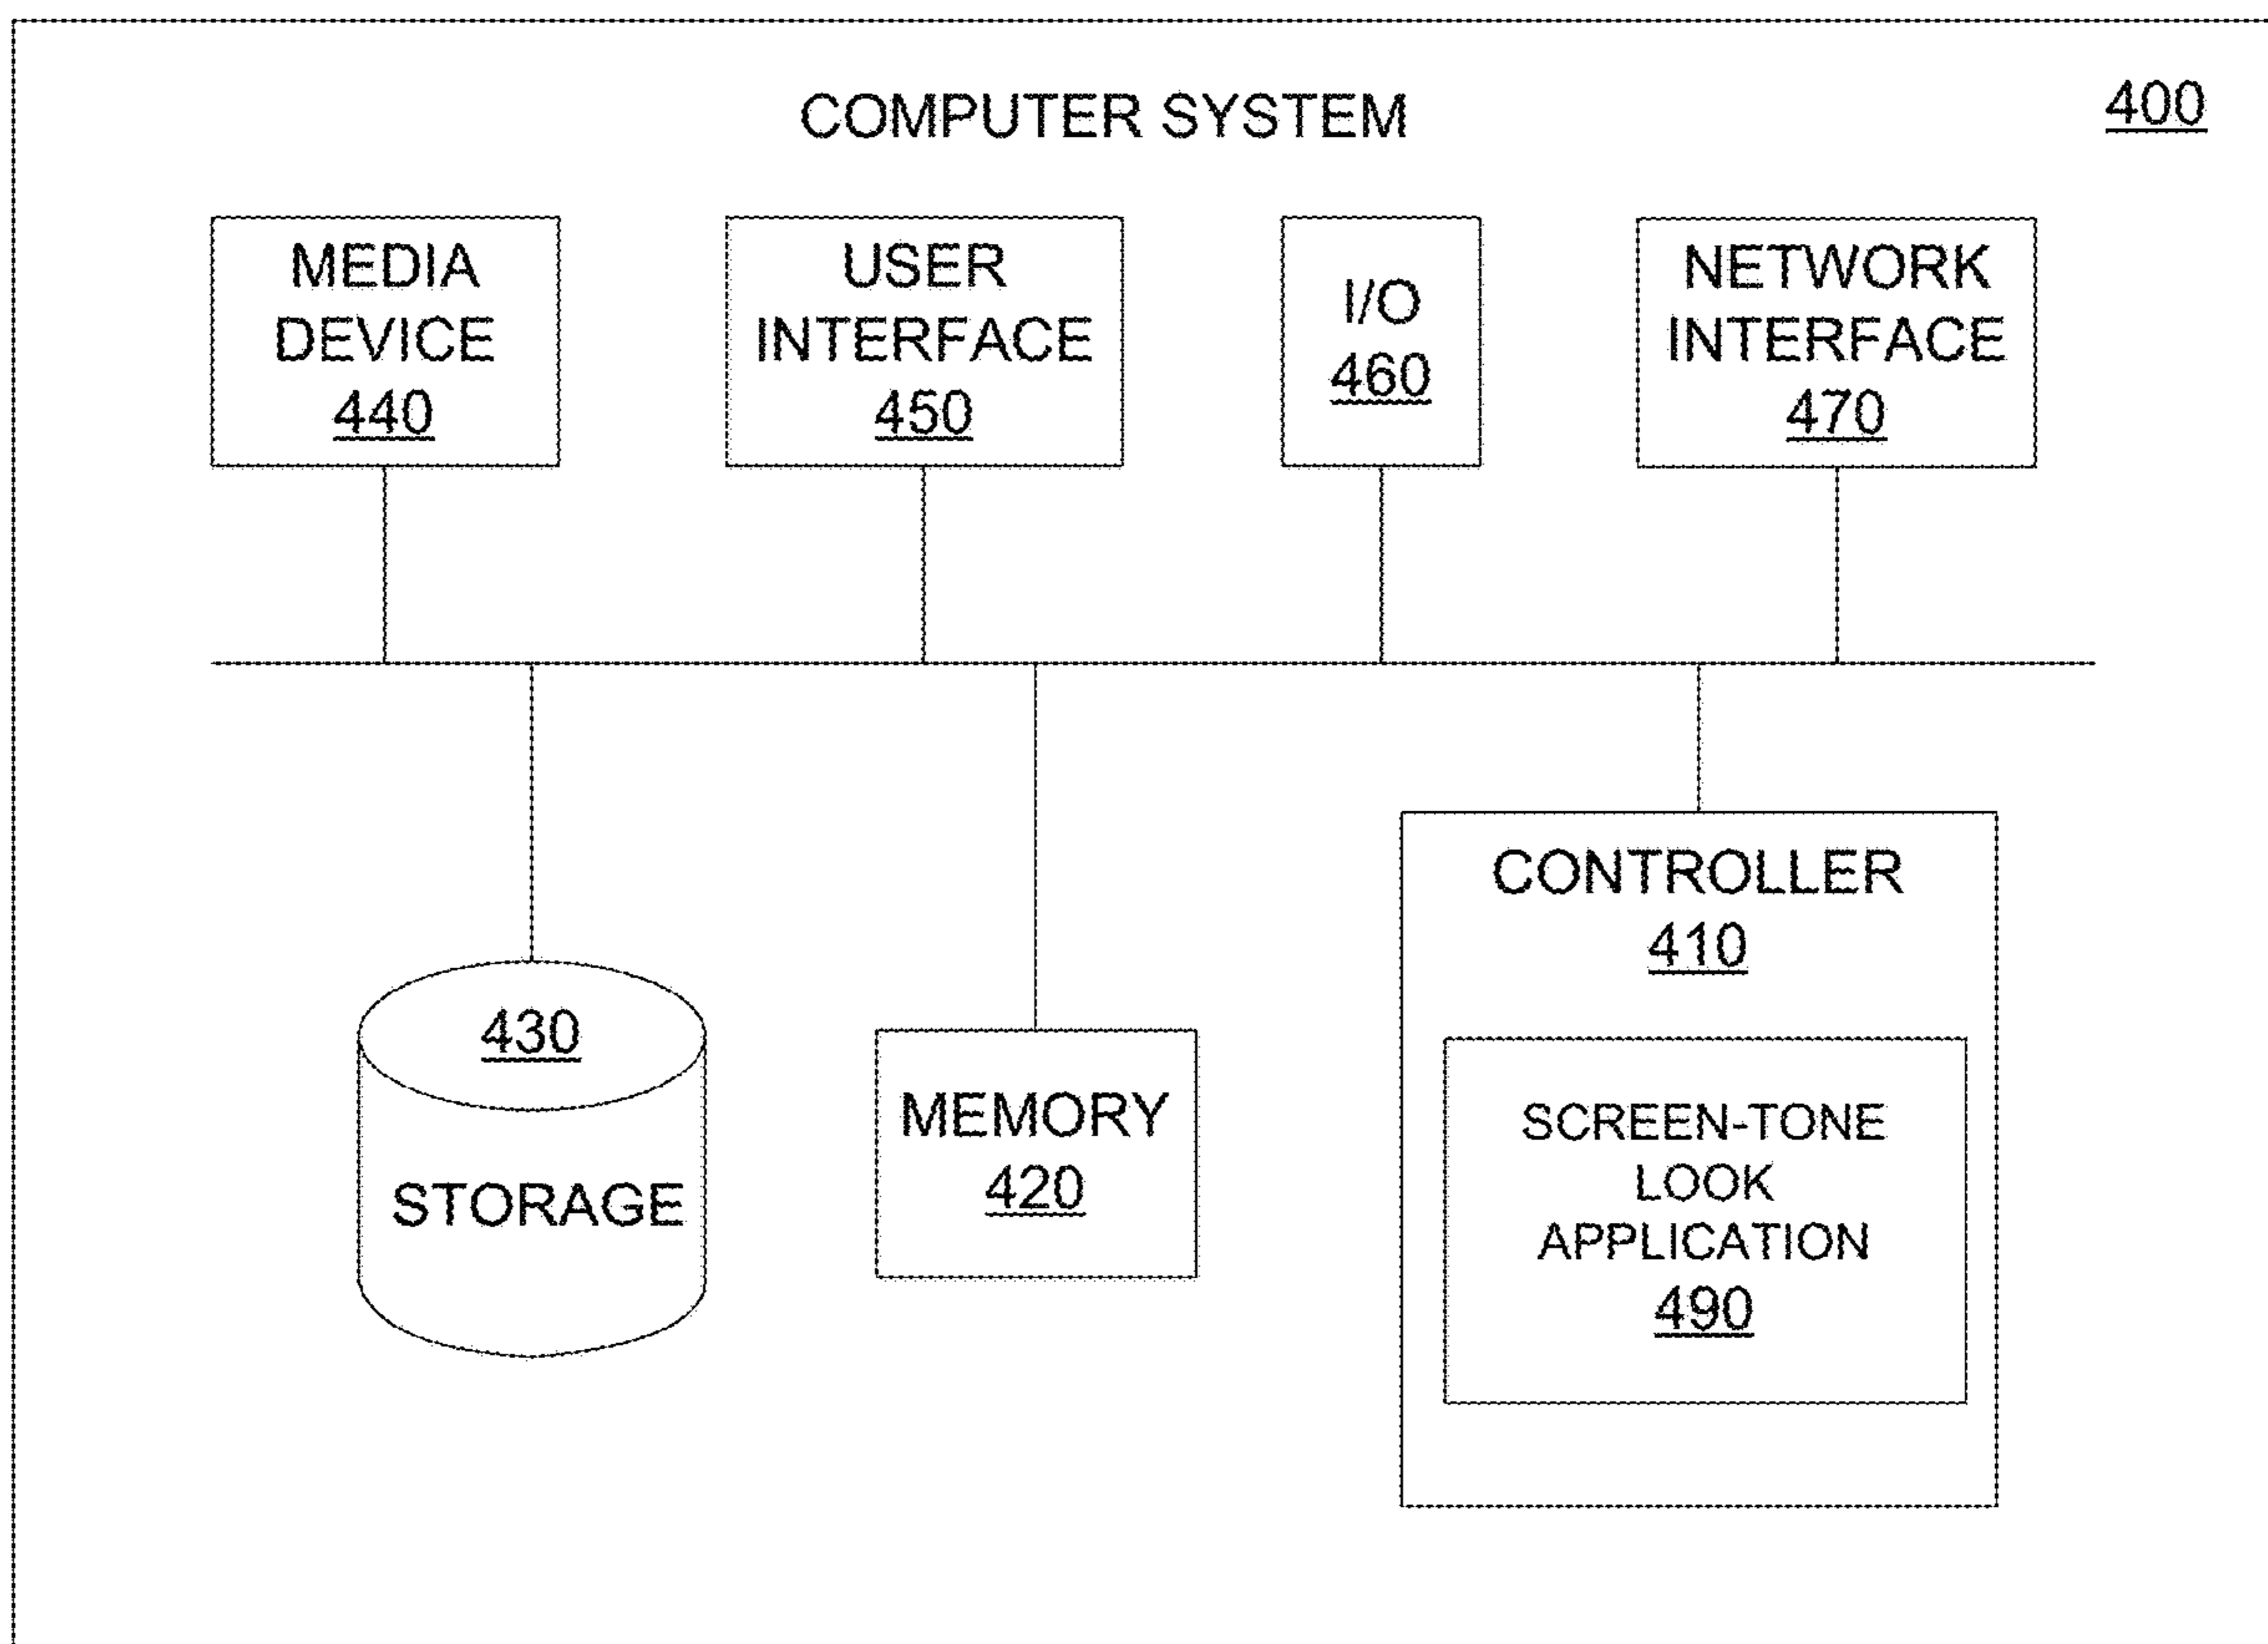 COMPUTER SYSTEM
400
MEDIA
DEVICE
440
USER
INTERFACE
450
I/O
460
NETWORK
INTERFACE
470
430
STORAGE
MEMORY
420
CONTROLLER
410
SCREEN-TONE
LOOK
APPLICATION
490